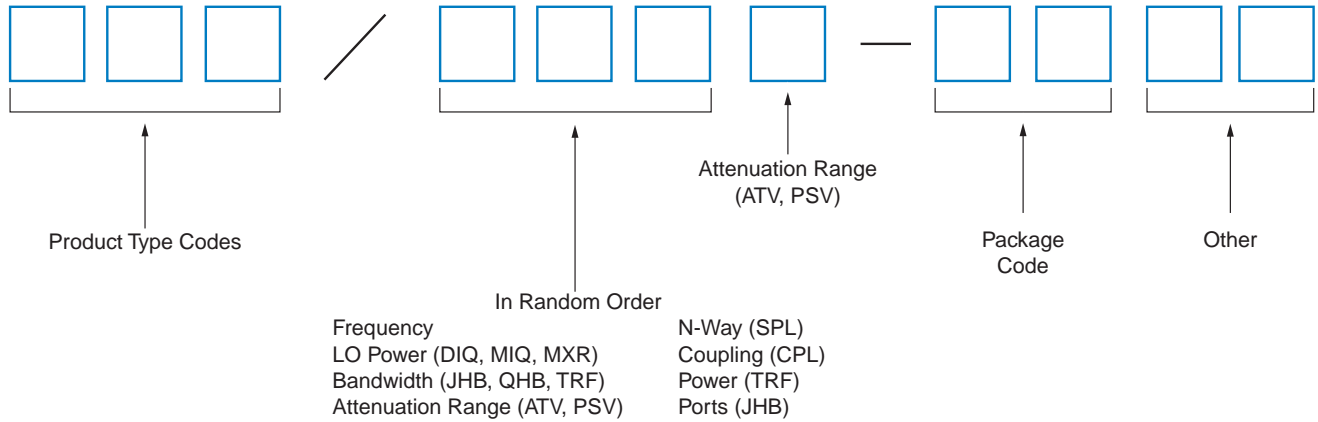 Attenuation Range
(ATV, PSV)
Product Type Codes
Package
Code
Other
In Random Order
Frequency
LO Power (DIQ, MIQ, MXR)
Bandwidth (JHB, QHB, TRF)
Attenuation Range (ATV, PSV)
N-Way (SPL)
Coupling (CPL)
Power (TRF)
Ports (JHB)